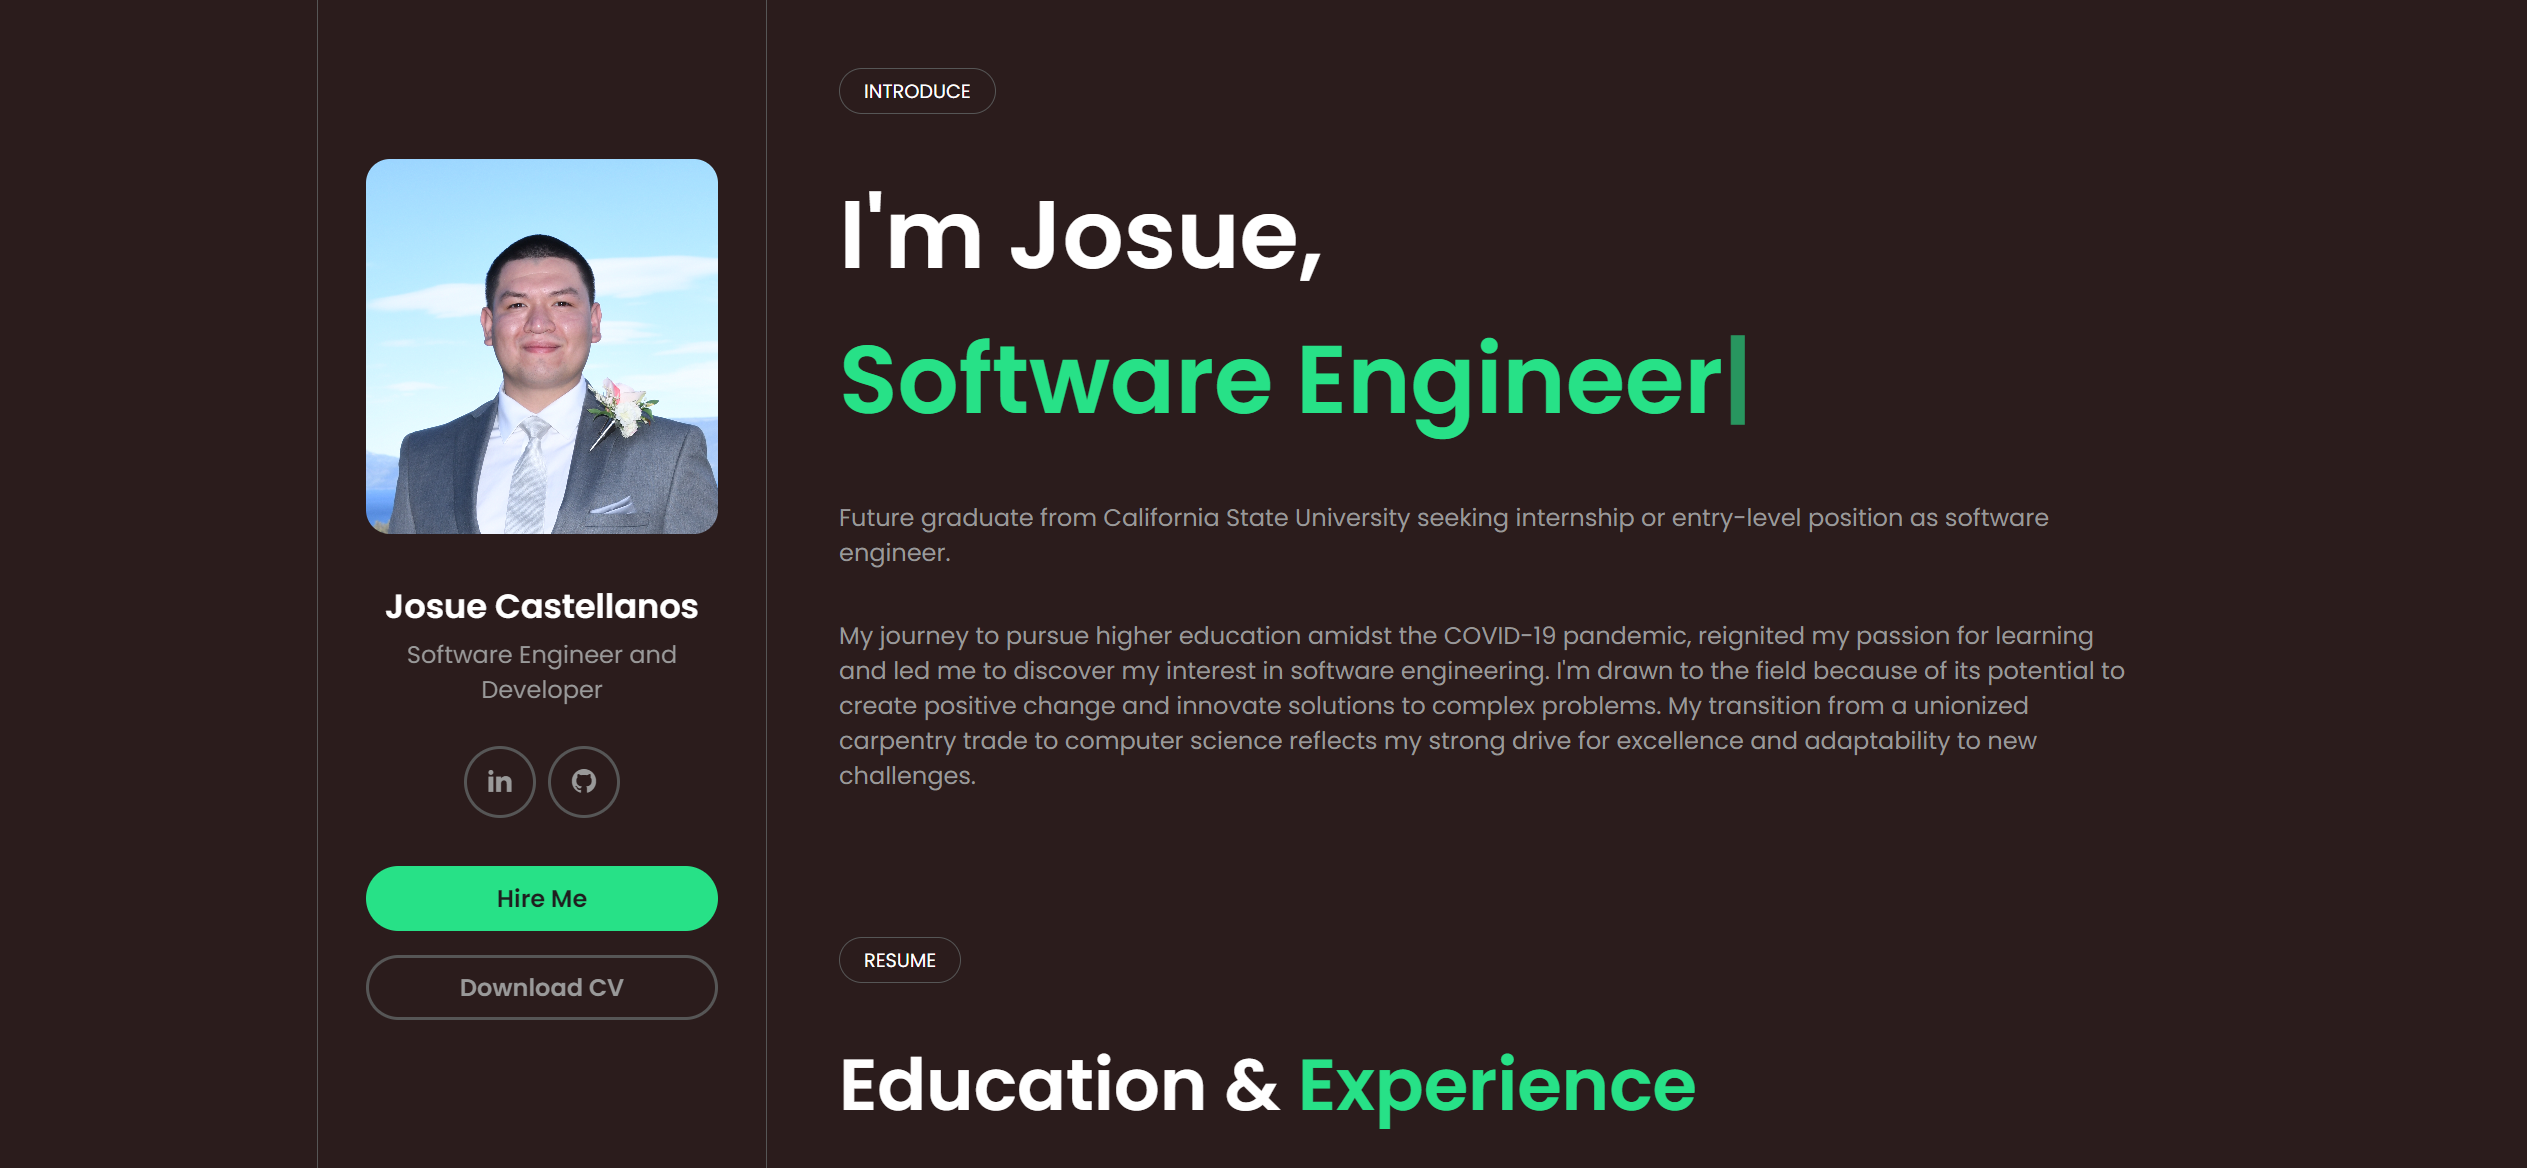 Josue Castellanos
Software Engineer and
Developer
in
Hire Me
Download CV
INTRODUCE
I'm Josue,
Software Engineer
Future graduate from California State University seeking internship or entry-level position as software
engineer.
My journey to pursue higher education amidst the COVID-19 pandemic, reignited my passion for learning
and led me to discover my interest in software engineering. I'm drawn to the field because of its potential to
create positive change and innovate solutions to complex problems. My transition from a unionized
carpentry trade to computer science reflects my strong drive for excellence and adaptability to new
challenges.
RESUME
Education & Experience